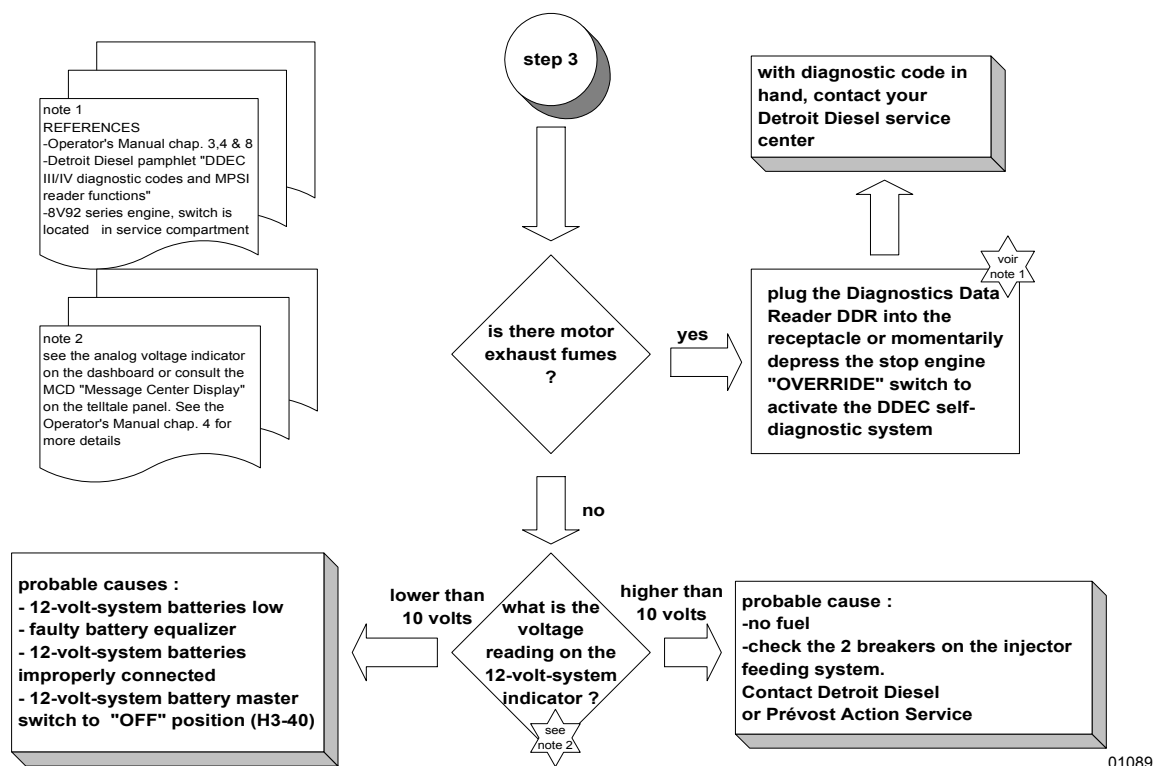 step 3
with diagnostic code in
hand, contact your
Detroit Diesel service
center
note 1
REFERENCES
-Operator's Manual chap. 3,4 & 8
-Detroit Diesel pamphlet "DDEC
III/IV diagnostic codes and MPSI
reader functions"
-8V92 series engine, switch is
located in service compartment
voir
note 1
is there motor
exhaust fumes
?
yes
plug the Diagnostics Data
Reader DDR into the
receptacle or momentarily
depress the stop engine
"OVERRIDE" switch to
activate the DDEC self-
diagnostic system
note 2
see the analog voltage indicator
on the dashboard or consult the
MCD "Message Center Display"
on the telltale panel. See the
Operator's Manual chap. 4 for
more details
no
probable causes :
- 12-volt-system batteries low
- faulty battery equalizer
- 12-volt-system batteries
improperly connected
- 12-volt-system battery master
switch to "OFF" position (H3-40)
lower than
10 volts
what is the
voltage
reading on the
12-volt-system
indicator ?
see
note 2
higher than
10 volts
probable cause :
-no fuel
-check the 2 breakers on the injector
feeding system.
Contact Detroit Diesel
or Prévost Action Service
01089